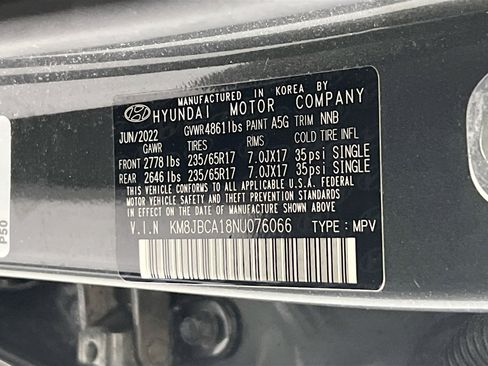 MANUFACTURED IN KOREA BY
HYUNDAI MOTOR COMPANY
JUN/2022 GVWR4861lbs PAINT A5G TRIM NNB
GAWR TIRES RIMS COLD TIRE INFL
FRONT 2778 lbs 235/65R17 7.0JX17 35psi SINGLE
REAR 2646 lbs 235/65R17 7.0JX17 35psi SINGLE
THIS VEHICLE CONFORMS TO ALL APPLICABLE U.S.A. FEDERAL
MOTOR VEHICLE SAFETY, BUMPER, AND THEFT PREVENTION
STANDARDS IN EFFECT ON THE DATE OF MANUFACTURE SHOWN ABOVE.
V.I.N KM8JBCA18NU076066 TYPE: MPV
P50